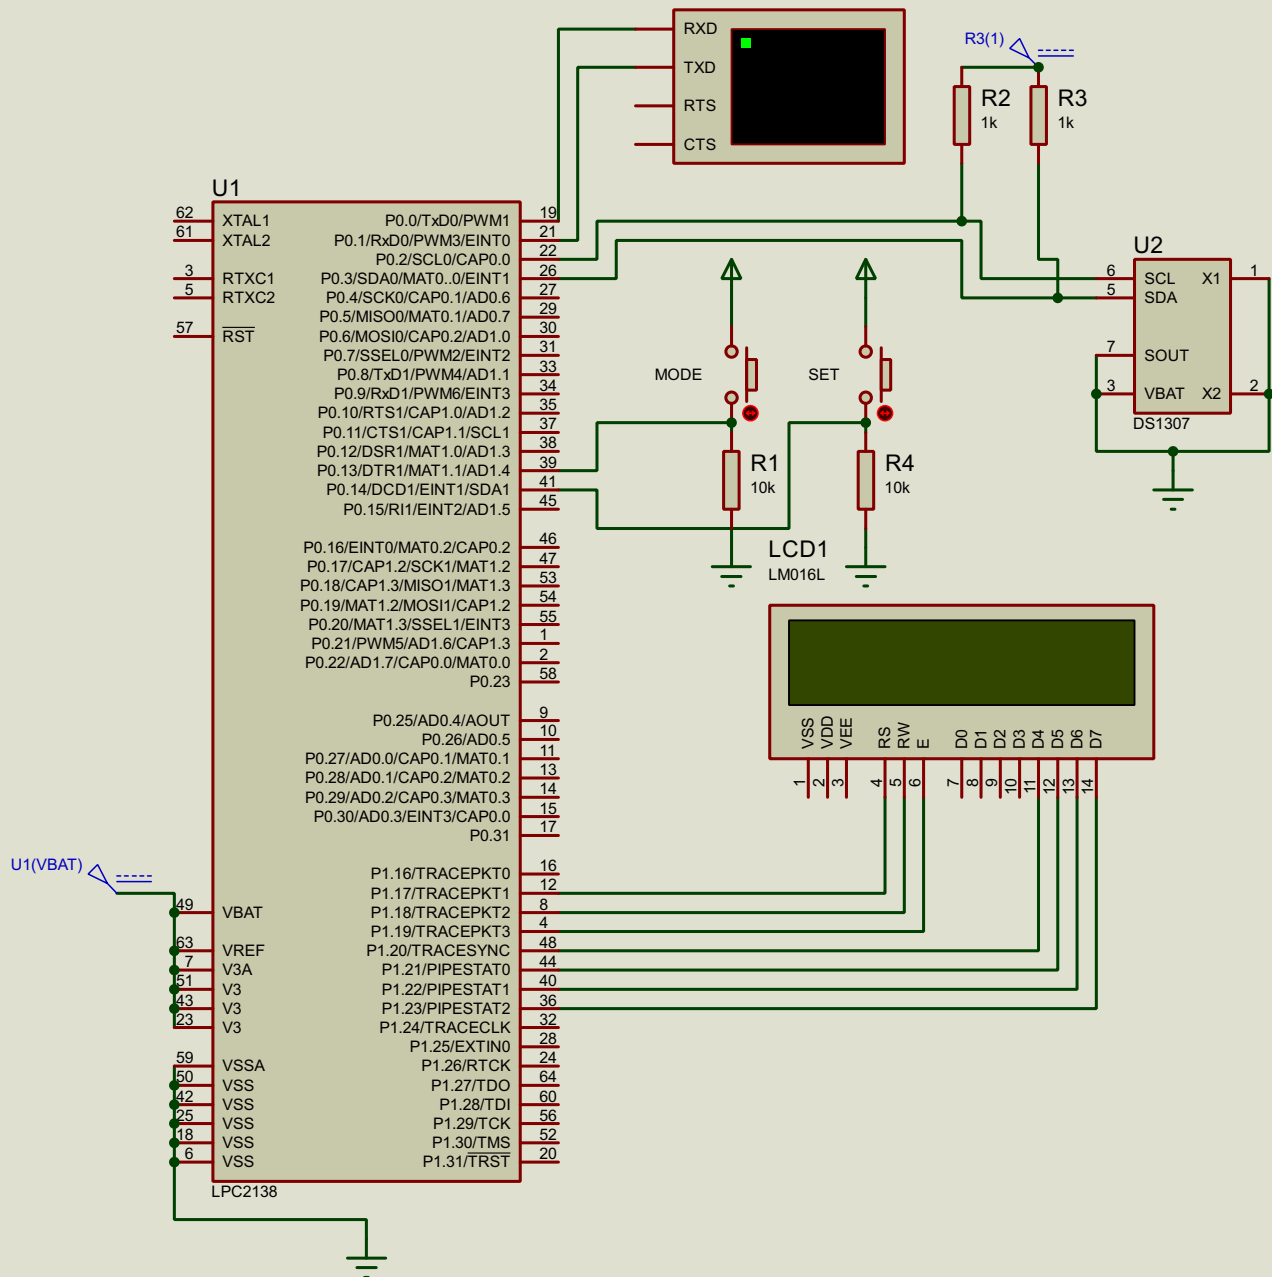 RXD
TXD
RTS
CTS
R3(1)
R2
1k
R3
1k
U1
62 XTAL1
61 XTAL2
3 RTXC1
5 RTXC2
57 RST
49 VBAT
63 VREF
7 V3A
51 V3
43 V3
23 V3
59 VSSA
50 VSS
42 VSS
25 VSS
18 VSS
6 VSS
P0.0/TxD0/PWM1 19
P0.1/RxD0/PWM3/EINT0 21
P0.2/SCL0/CAP0.0 22
P0.3/SDA0/MAT0..0/EINT1 26
P0.4/SCK0/CAP0.1/AD0.6 27
P0.5/MISO0/MAT0.1/AD0.7 29
P0.6/MOSI0/CAP0.2/AD1.0 30
P0.7/SSEL0/PWM2/EINT2 31
P0.8/TxD1/PWM4/AD1.1 33
P0.9/RxD1/PWM6/EINT3 34
P0.10/RTS1/CAP1.0/AD1.2 35
P0.11/CTS1/CAP1.1/SCL1 37
P0.12/DSR1/MAT1.0/AD1.3 38
P0.13/DTR1/MAT1.1/AD1.4 39
P0.14/DCD1/EINT1/SDA1 41
P0.15/RI1/EINT2/AD1.5 45
P0.16/EINT0/MAT0.2/CAP0.2 46
P0.17/CAP1.2/SCK1/MAT1.2 47
P0.18/CAP1.3/MISO1/MAT1.3 53
P0.19/MAT1.2/MOSI1/CAP1.2 54
P0.20/MAT1.3/SSEL1/EINT3 55
P0.21/PWM5/AD1.6/CAP1.3 1
P0.22/AD1.7/CAP0.0/MAT0.0 2
P0.23 58
P0.25/AD0.4/AOUT 9
P0.26/AD0.5 10
P0.27/AD0.0/CAP0.1/MAT0.1 11
P0.28/AD0.1/CAP0.2/MAT0.2 13
P0.29/AD0.2/CAP0.3/MAT0.3 14
P0.30/AD0.3/EINT3/CAP0.0 15
P0.31 17
P1.16/TRACEPKT0 16
P1.17/TRACEPKT1 12
P1.18/TRACEPKT2 8
P1.19/TRACEPKT3 4
P1.20/TRACESYNC 48
P1.21/PIPESTAT0 44
P1.22/PIPESTAT1 40
P1.23/PIPESTAT2 36
P1.24/TRACECLK 32
P1.25/EXTIN0 28
P1.26/RTCK 24
P1.27/TDO 64
P1.28/TDI 60
P1.29/TCK 56
P1.30/TMS 52
P1.31/TRST 20
LPC2138
U1(VBAT)
MODE
SET
R1
10k
R4
10k
U2
6 SCL X1 1
5 SDA
7 SOUT
3 VBAT X2 2
DS1307
LCD1
LM016L
VSS VDD VEE RS RW E D0 D1 D2 D3 D4 D5 D6 D7
1 2 3 4 5 6 7 8 9 10 11 12 13 14